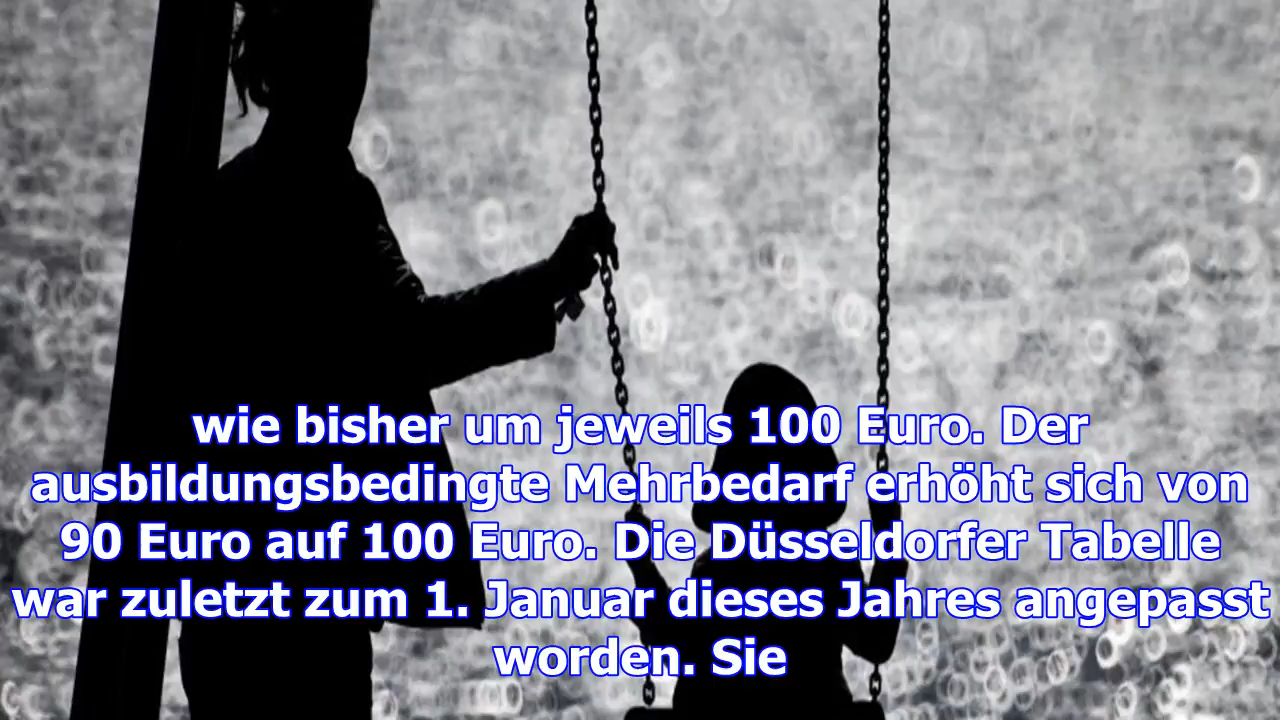 wie bisher um jeweils 100 Euro. Der
ausbildungsbedingte Mehrbedarf erhöht sich von
90 Euro auf 100 Euro. Die Düsseldorfer Tabelle
war zuletzt zum 1. Januar dieses Jahres angepasst
worden. Sie